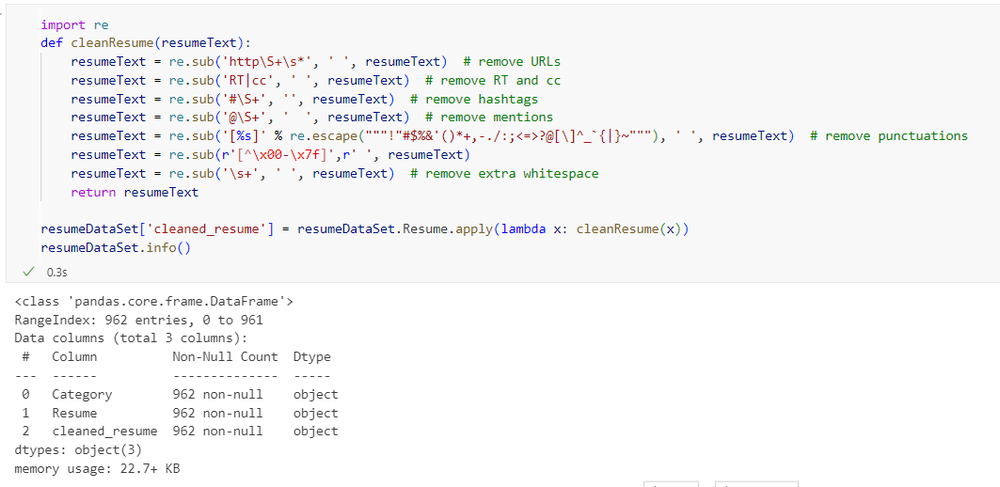 import re
def cleanResume(resumeText):
    resumeText = re.sub('http\S+\s*', ' ', resumeText)  # remove URLs
    resumeText = re.sub('RT|cc', ' ', resumeText)  # remove RT and cc
    resumeText = re.sub('#\S+', '', resumeText)  # remove hashtags
    resumeText = re.sub('@\S+', '  ', resumeText)  # remove mentions
    resumeText = re.sub('[%s]' % re.escape("""!"#$%&'()*+,-./:;<=>?@[\]^_`{|}~"""), ' ', resumeText)  # remove punctuations
    resumeText = re.sub(r'[^\x00-\x7f]',r' ', resumeText)
    resumeText = re.sub('\s+', ' ', resumeText)  # remove extra whitespace
    return resumeText

resumeDataSet['cleaned_resume'] = resumeDataSet.Resume.apply(lambda x: cleanResume(x))
resumeDataSet.info()
✓ 0.3s
<class 'pandas.core.frame.DataFrame'>
RangeIndex: 962 entries, 0 to 961
Data columns (total 3 columns):
 #   Column          Non-Null Count  Dtype
---  ------          --------------  -----
 0   Category        962 non-null    object
 1   Resume          962 non-null    object
 2   cleaned_resume  962 non-null    object
dtypes: object(3)
memory usage: 22.7+ KB